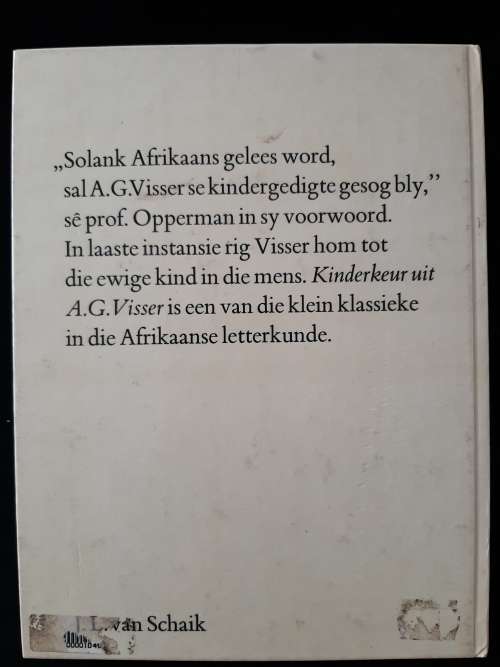 „Solank Afrikaans gelees word,
sal A.G.Visser se kindergedigte gesog bly,’’
sê prof. Opperman in sy voorwoord.
In laaste instansie rig Visser hom tot
die ewige kind in die mens. Kinderkeur uit
A.G.Visser is een van die klein klassieke
in die Afrikaanse letterkunde.
J. L. van Schaik